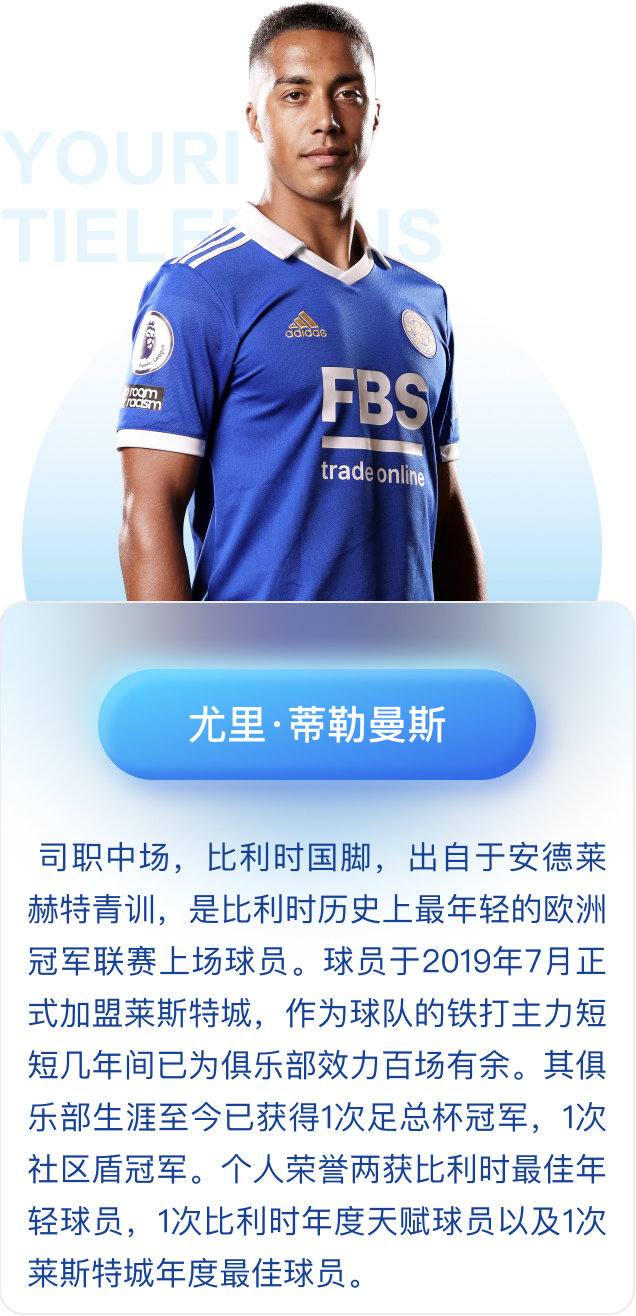 YOURI
TIELEMANS
adidas
Premier League
room
racism
FBS
trade online
尤里·蒂勒曼斯
司职中场，比利时国脚，出自于安德莱
赫特青训，是比利时历史上最年轻的欧洲
冠军联赛上场球员。球员于2019年7月正
式加盟莱斯特城，作为球队的铁打主力短
短几年间已为俱乐部效力百场有余。其俱
乐部生涯至今已获得1次足总杯冠军，1次
社区盾冠军。个人荣誉两获比利时最佳年
轻球员，1次比利时年度天赋球员以及1次
莱斯特城年度最佳球员。